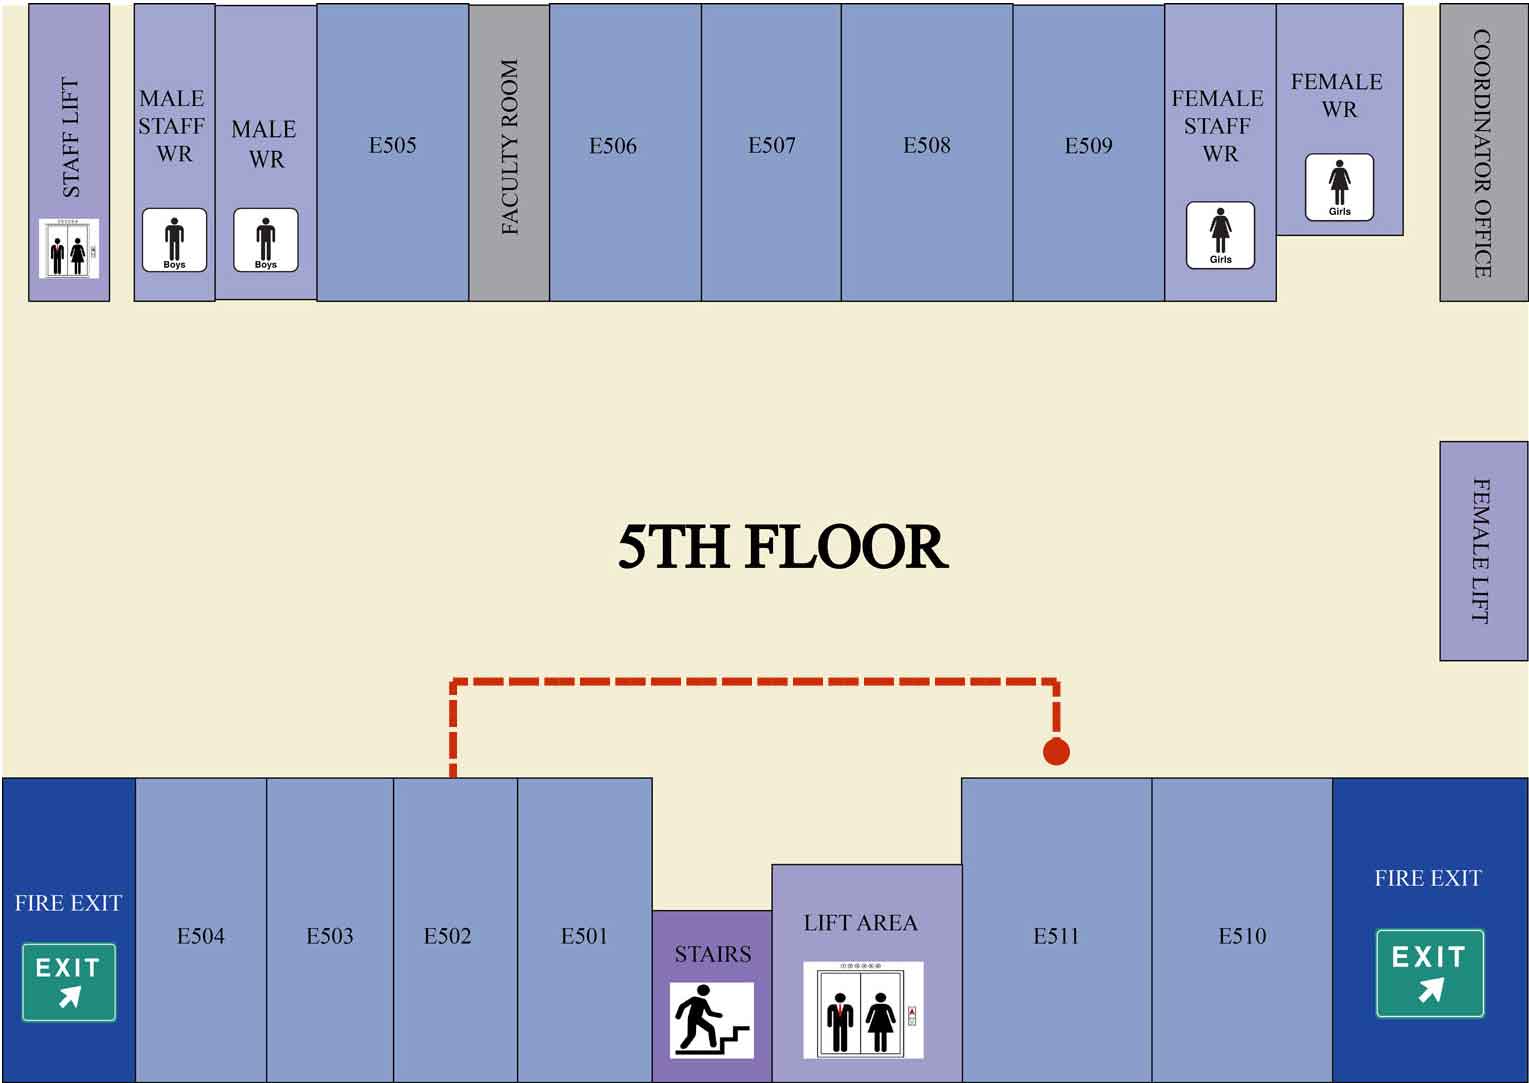 STAFF LIFT
MALE
STAFF
WR
Boys
MALE
WR
Boys
E505
FACULTY ROOM
E506
E507
E508
E509
FEMALE
STAFF
WR
Girls
FEMALE
WR
Girls
COORDINATOR OFFICE
5TH FLOOR
FEMALE LIFT
FIRE EXIT
EXIT
E504
E503
E502
E501
STAIRS
LIFT AREA
E511
E510
FIRE EXIT
EXIT